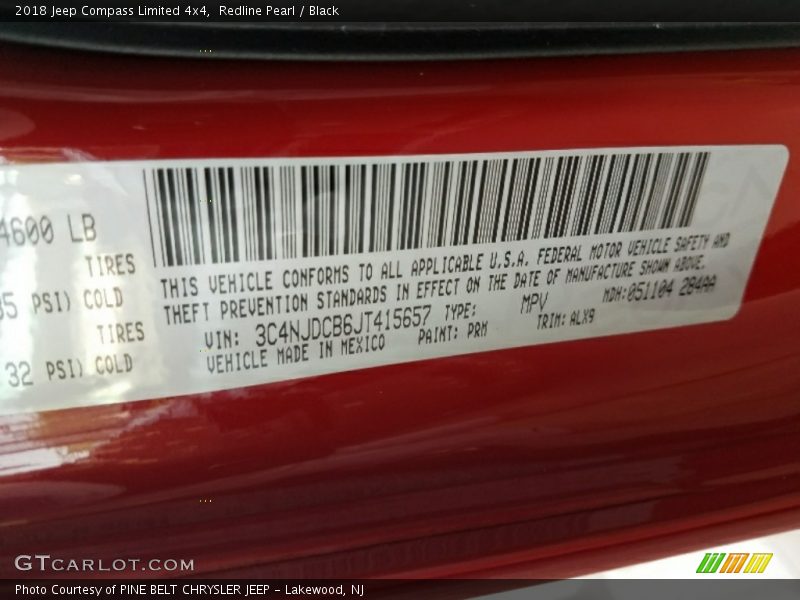 2018 Jeep Compass Limited 4x4,  Redline Pearl / Black
4600 LB
TIRES
35 PSI) COLD
TIRES
32 PSI) COLD
THIS VEHICLE CONFORMS TO ALL APPLICABLE U.S.A. FEDERAL MOTOR VEHICLE SAFETY AND
THEFT PREVENTION STANDARDS IN EFFECT ON THE DATE OF MANUFACTURE SHOWN ABOVE.
VIN: 3C4NJDCB6JT415657 TYPE: MPV MDH:051104 284AA
VEHICLE MADE IN MEXICO PAINT: PRM TRIM: ALX9
GTCARLOT.COM
Photo Courtesy of PINE BELT CHRYSLER JEEP - Lakewood, NJ